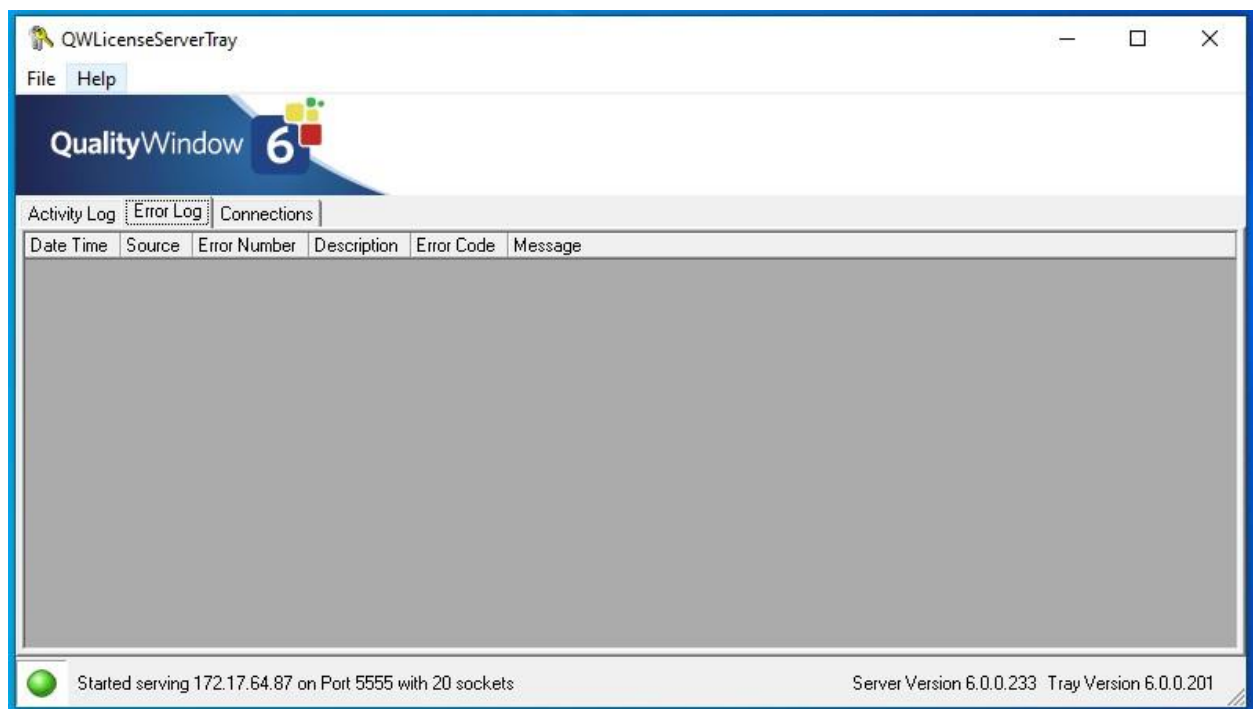 QWLicenseServerTray
File Help
QualityWindow 6
Activity Log Error Log Connections
Date Time Source Error Number Description Error Code Message
Started serving 172.17.64.87 on Port 5555 with 20 sockets Server Version 6.0.0.233 Tray Version 6.0.0.201